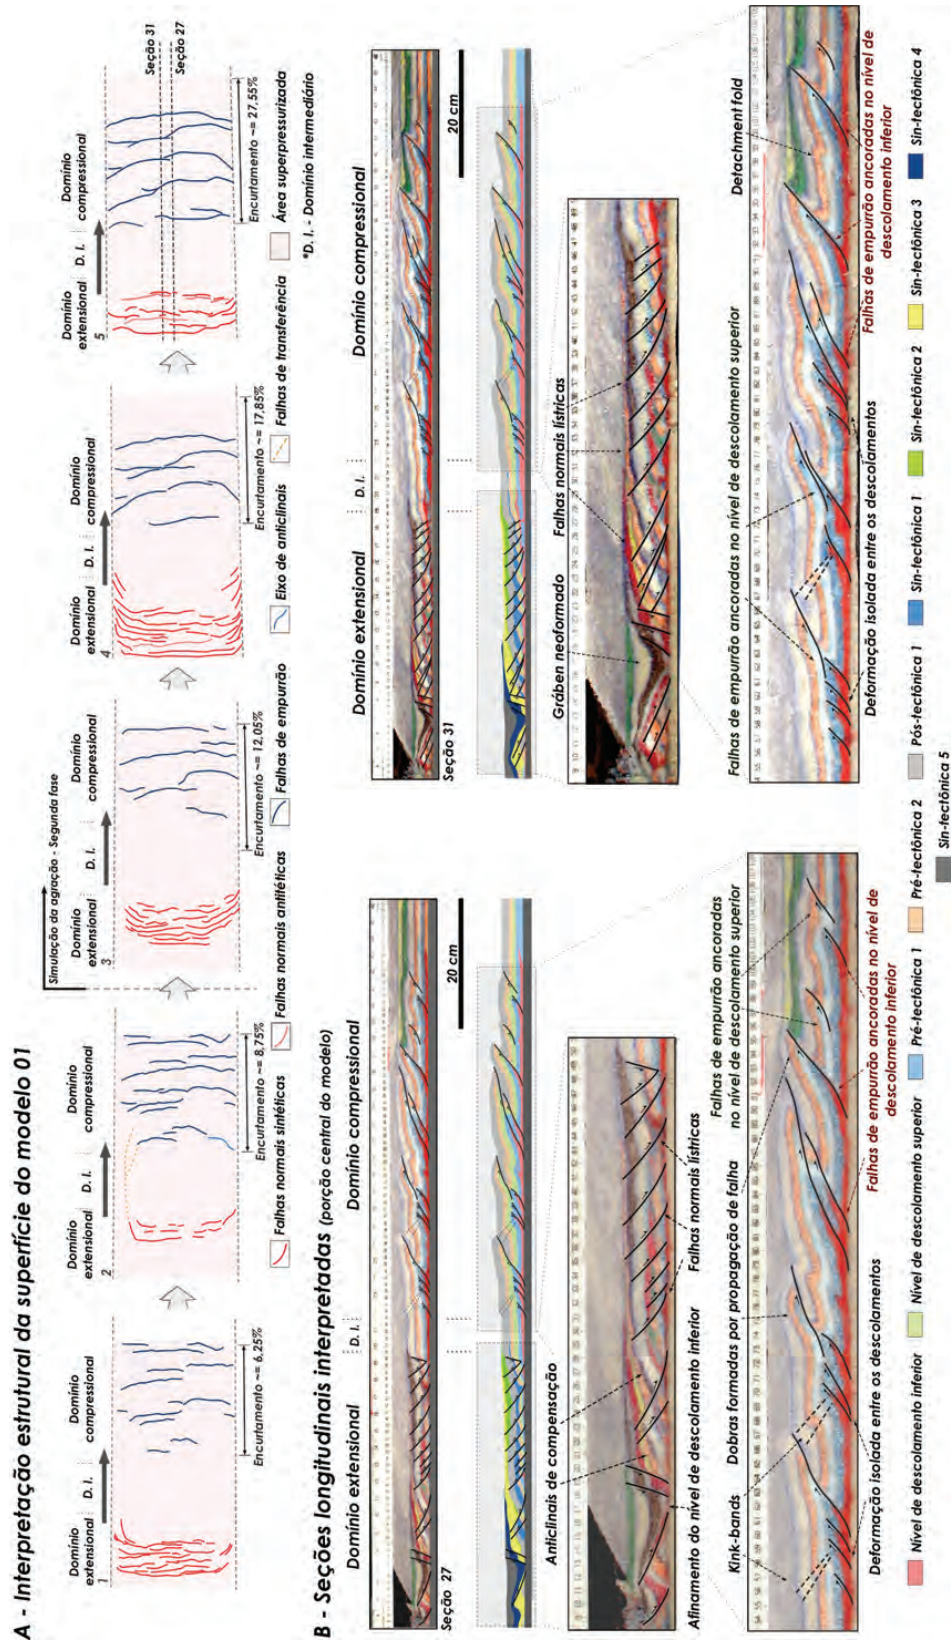 A - Interpretação estrutural da superfície do modelo 01
Simulação da agração - Segunda fase
Domínio extensional
D. I.
Domínio compressional
1
Encurtamento ~= 6,25%
Domínio extensional
D. I.
Domínio compressional
2
Encurtamento ~= 8,75%
Domínio extensional
D. I.
Domínio compressional
3
Encurtamento ~= 12,05%
Domínio extensional
D. I.
Domínio compressional
4
Encurtamento ~= 17,85%
Domínio extensional
D. I.
Domínio compressional
5
Seção 31
Seção 27
Encurtamento ~= 27,55%
Falhas normais sintéticas
Falhas normais antitéticas
Falhas de empurrão
Eixo de anticlinais
Falhas de transferência
Área superpressurizada
*D. I. - Domínio intermediário
B - Seções longitudinais interpretadas (porção central do modelo)
Domínio extensional
D. I.
Domínio compressional
Seção 27
20 cm
Anticlinais de compensação
Afinamento do nível de descolamento inferior
Falhas normais lístricas
Kink-bands
Dobras formadas por propagação de falha
Falhas de empurrão ancoradas
no nível de descolamento superior
Deformação isolada entre os descolamentos
Falhas de empurrão ancoradas no nível de
descolamento inferior
Domínio extensional
D. I.
Domínio compressional
Seção 31
20 cm
Gráben neoformado
Falhas normais lístricas
Falhas de empurrão ancoradas no nível de descolamento superior
Detachment fold
Deformação isolada entre os descolamentos
Falhas de empurrão ancoradas no nível de
descolamento inferior
Nível de descolamento inferior
Nível de descolamento superior
Pré-tectônica 1
Pré-tectônica 2
Pós-tectônica 1
Sin-tectônica 1
Sin-tectônica 2
Sin-tectônica 3
Sin-tectônica 4
Sin-tectônica 5